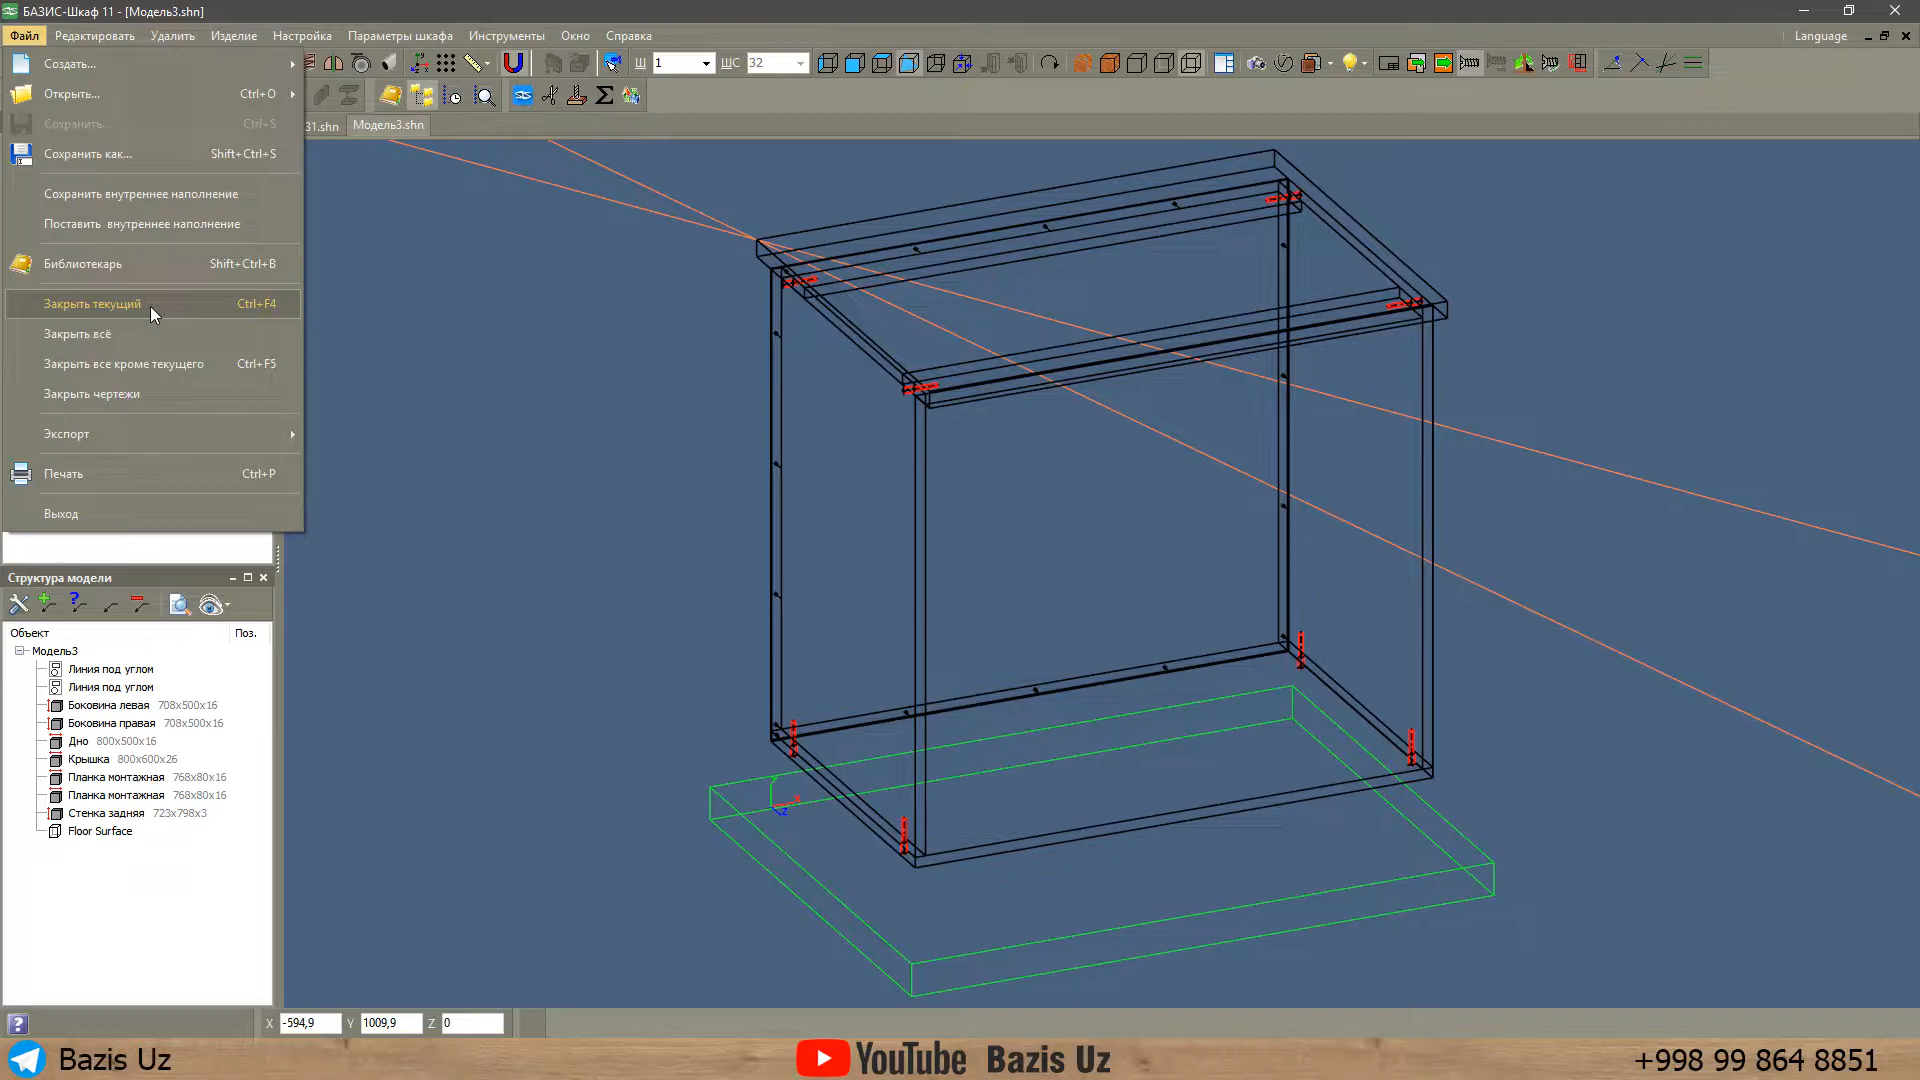 БАЗИС-Шкаф 11 - [Модель3.shn]
Файл Редактировать Удалить Изделие Настройка Параметры шкафа Инструменты Окно Справка Language
Создать...
Ш 1 ШС 32
Открыть... Ctrl+O
Сохранить... Ctrl+S
31.shn Модель3.shn
Сохранить как... Shift+Ctrl+S
Сохранить внутреннее наполнение
Поставить внутреннее наполнение
Библиотекарь Shift+Ctrl+B
Закрыть текущий Ctrl+F4
Закрыть всё
Закрыть все кроме текущего Ctrl+F5
Закрыть чертежи
Экспорт
Печать Ctrl+P
Выход
Структура модели
Объект Поз.
Модель3
Линия под углом
Линия под углом
Боковина левая 708x500x16
Боковина правая 708x500x16
Дно 800x500x16
Крышка 800x600x26
Планка монтажная 768x80x16
Планка монтажная 768x80x16
Стенка задняя 723x798x3
Floor Surface
X -594,9 Y 1009,9 Z 0
Bazis Uz YouTube Bazis Uz +998 99 864 8851